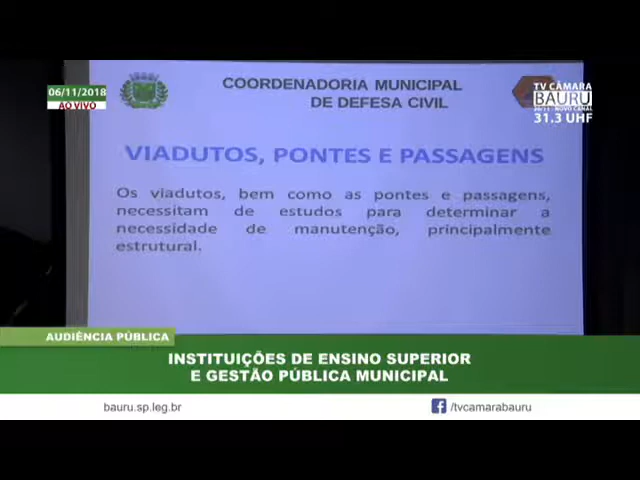 06/11/2018
AO VIVO
COORDENADORIA MUNICIPAL
DE DEFESA CIVIL
TV CÂMARA
BAURU
NOVO CANAL
31.3 UHF
VIADUTOS, PONTES E PASSAGENS
Os viadutos, bem como as pontes e passagens,
necessitam de estudos para determinar a
necessidade de manutenção, principalmente
estrutural.
AUDIÊNCIA PÚBLICA
INSTITUIÇÕES DE ENSINO SUPERIOR
E GESTÃO PÚBLICA MUNICIPAL
bauru.sp.leg.br
/tvcamarabauru